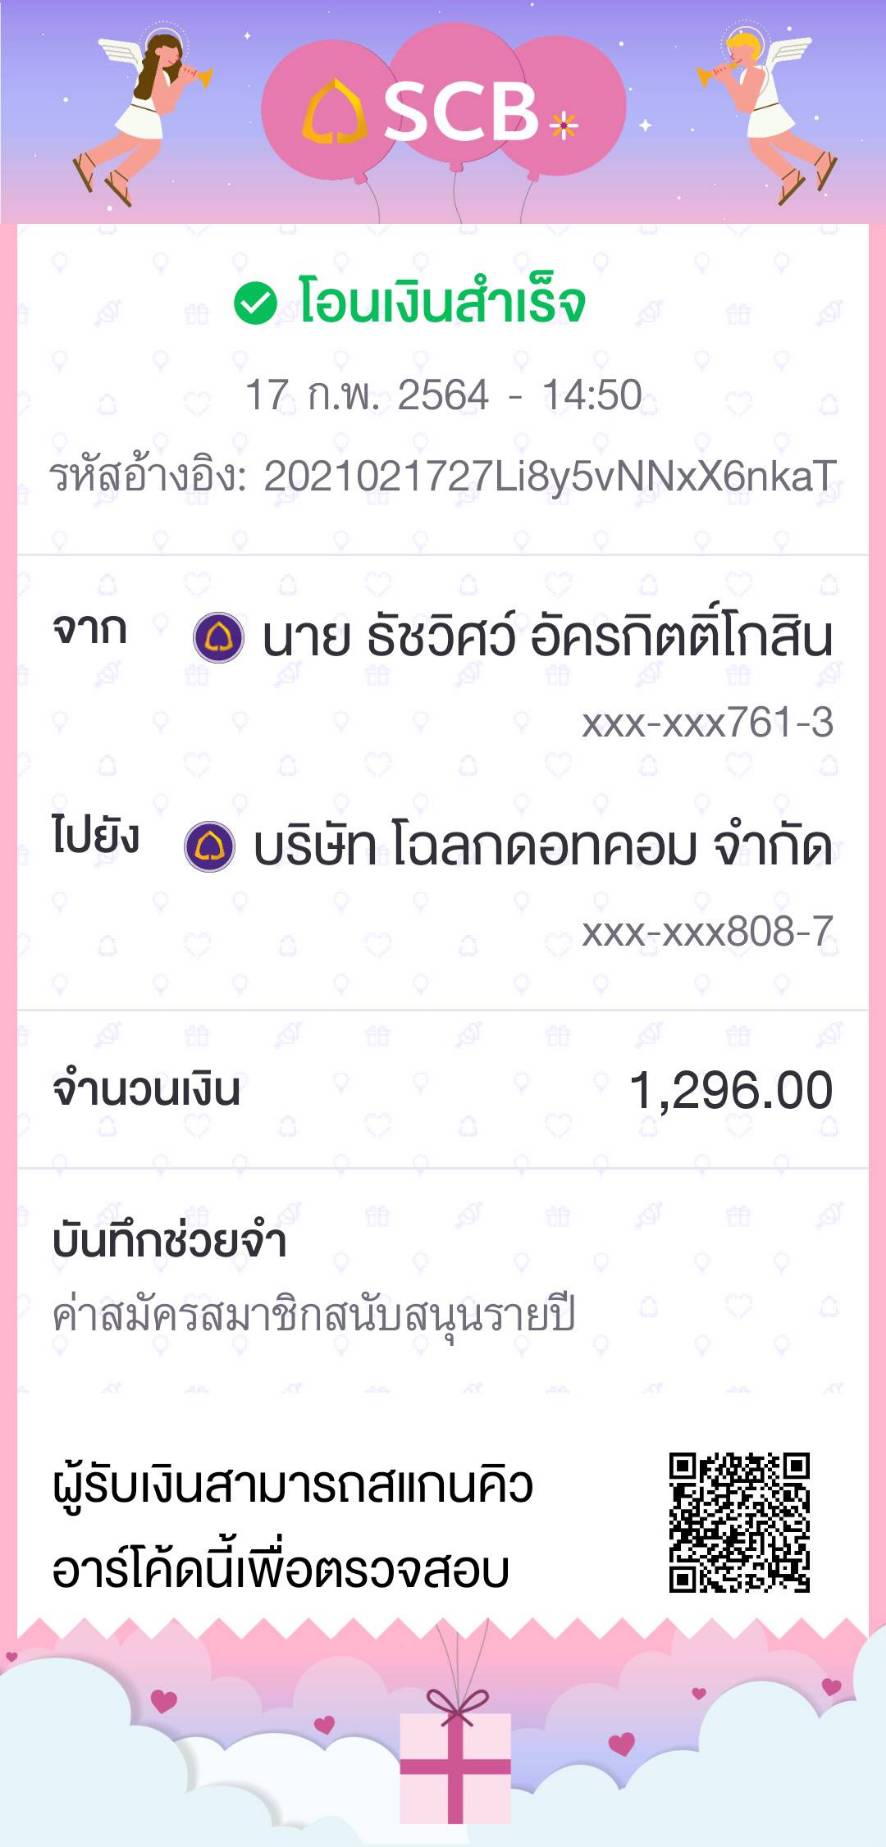 SCB
โอนเงินสำเร็จ
17 ก.พ. 2564 - 14:50
รหัสอ้างอิง: 2021021727Li8y5vNNxX6nkaT
จาก นาย ธัชวิศว์ อัครกิตติ์โกสิน
xxx-xxx761-3
ไปยัง บริษัท โฉลกดอทคอม จำกัด
xxx-xxx808-7
จำนวนเงิน 1,296.00
บันทึกช่วยจำ
ค่าสมัครสมาชิกสนับสนุนรายปี
ผู้รับเงินสามารถสแกนคิว
อาร์โค้ดนี้เพื่อตรวจสอบ